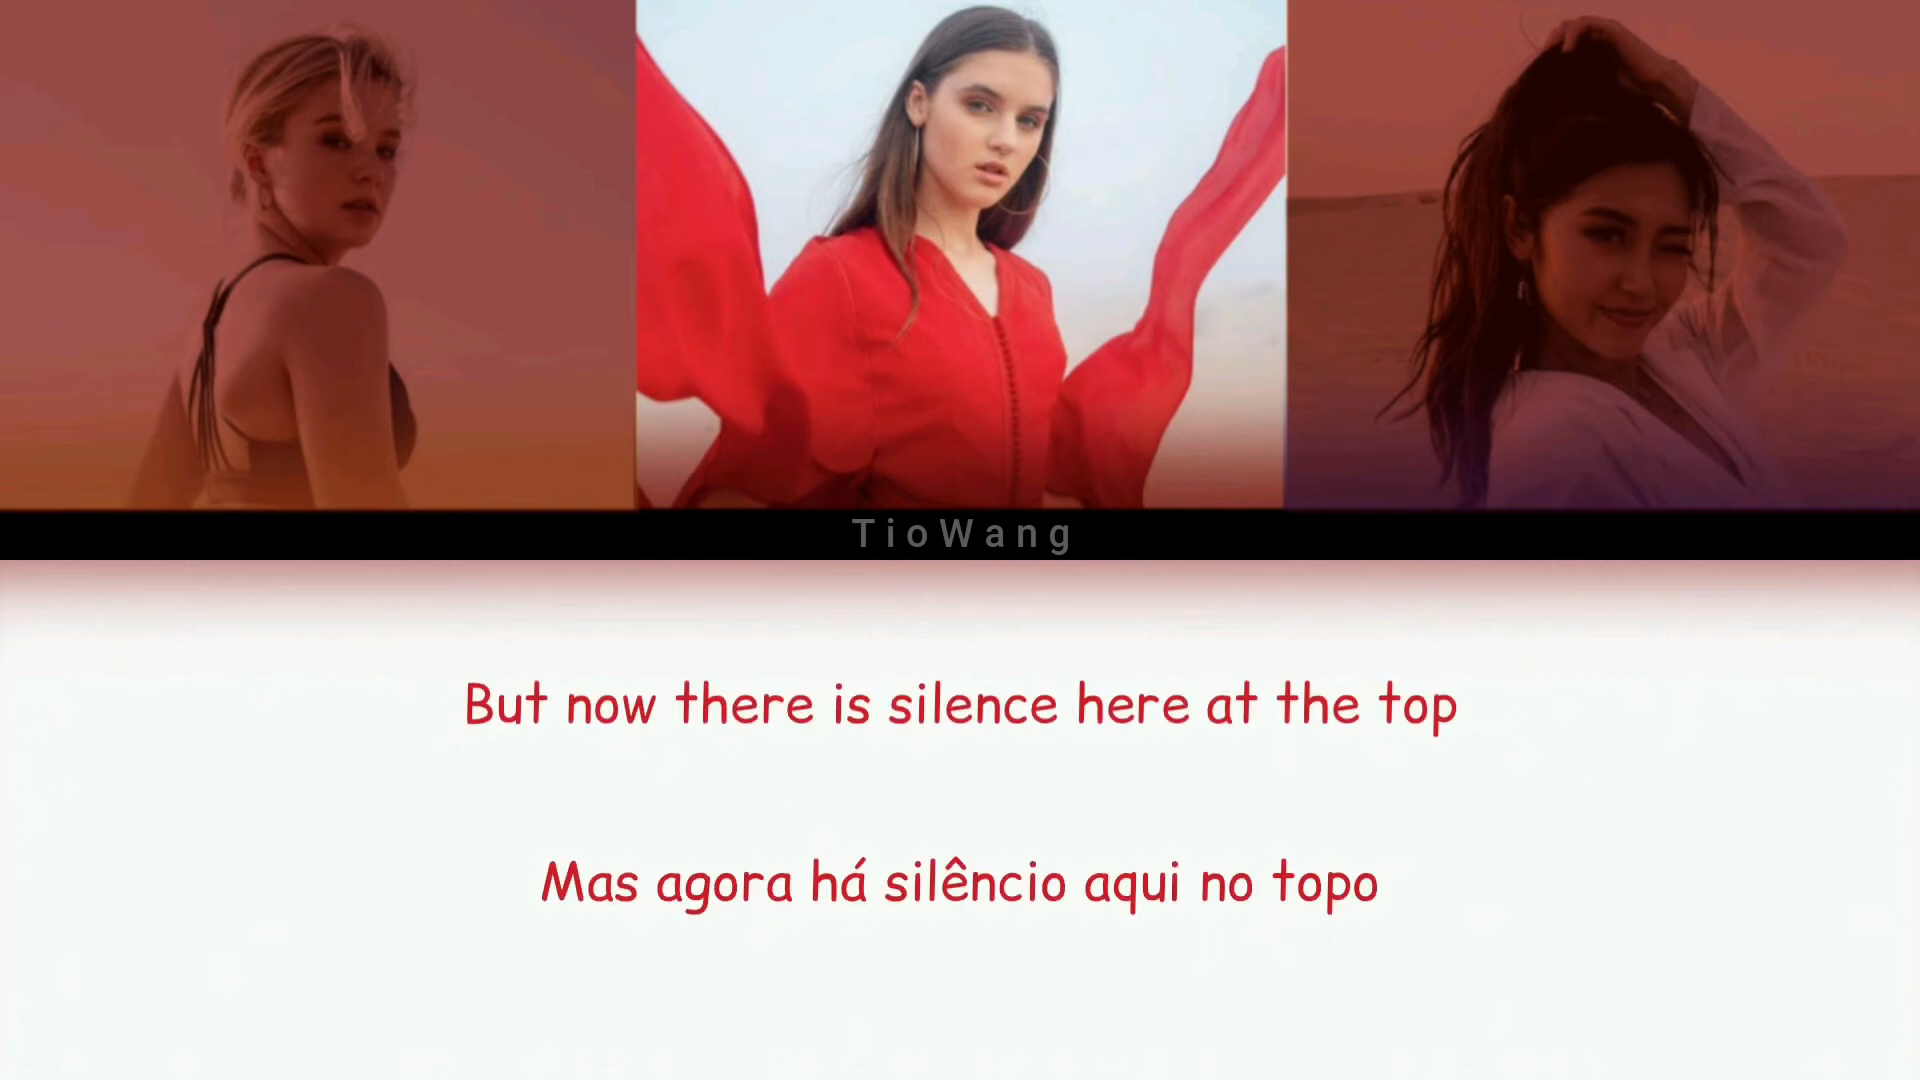 TioWang
But now there is silence here at the top
Mas agora há silêncio aqui no topo